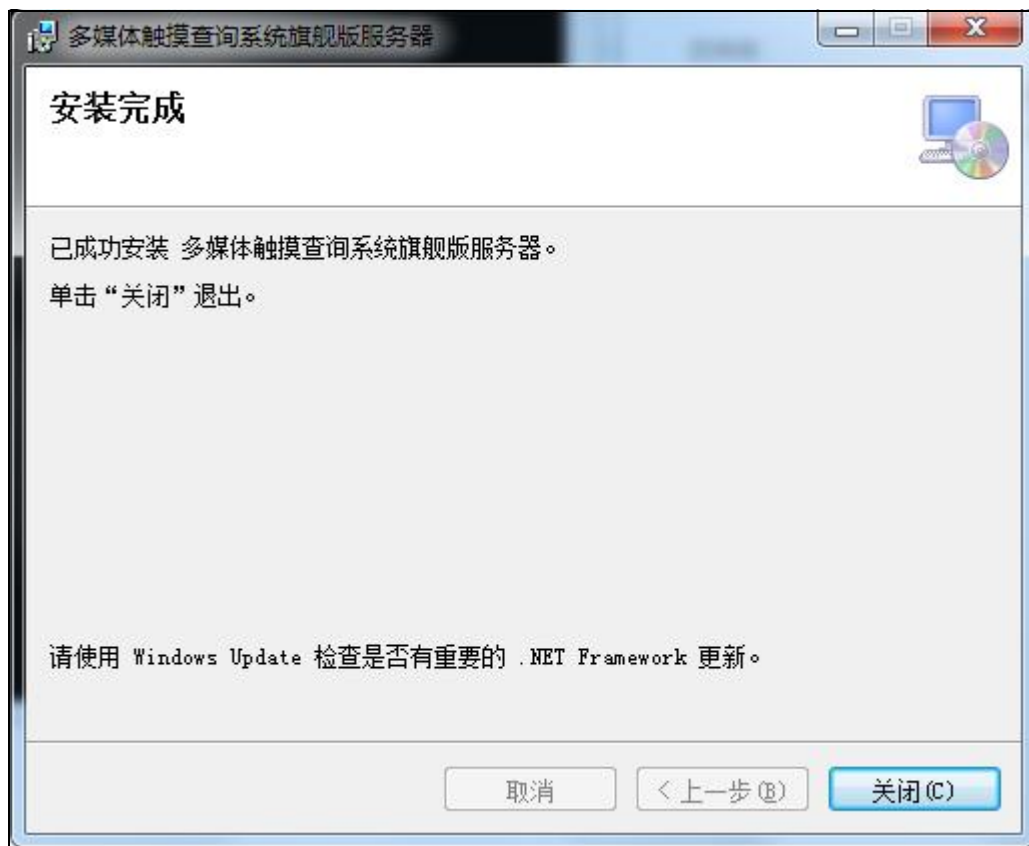 多媒体触摸查询系统旗舰版服务器
安装完成
已成功安装 多媒体触摸查询系统旗舰版服务器。
单击“关闭”退出。
请使用 Windows Update 检查是否有重要的 .NET Framework 更新。
取消
<上一步(B)
关闭(C)